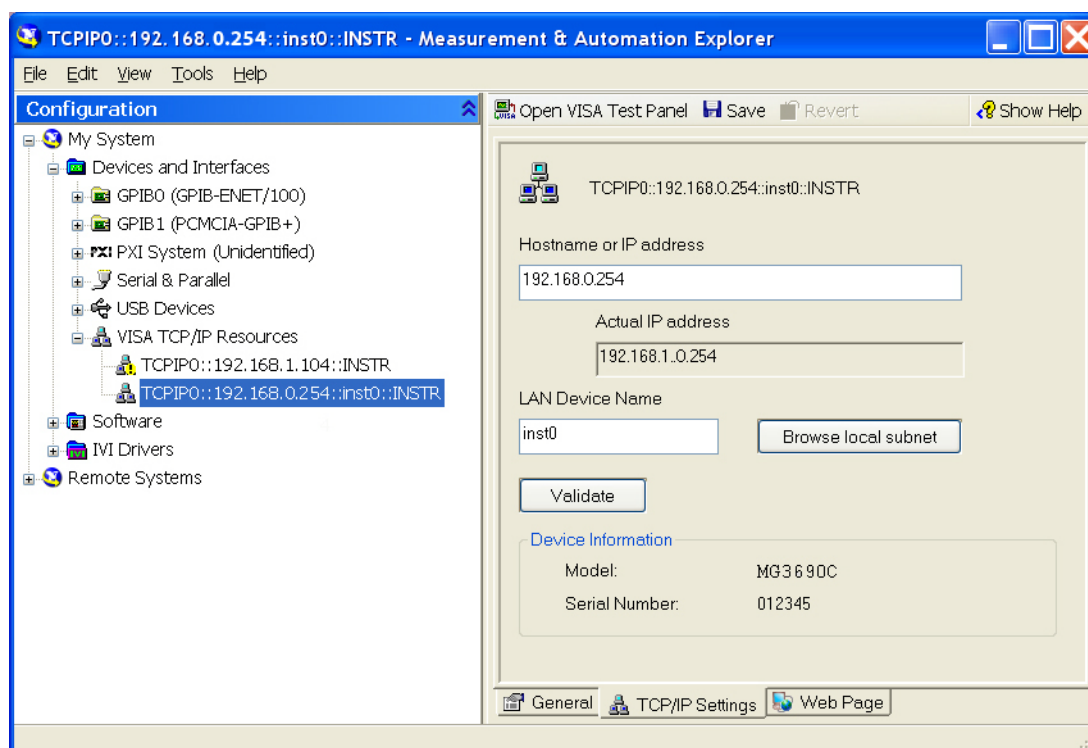 TCPIP0::192.168.0.254::inst0::INSTR - Measurement & Automation Explorer
File Edit View Tools Help
Configuration
My System
Devices and Interfaces
GPIB0 (GPIB-ENET/100)
GPIB1 (PCMCIA-GPIB+)
PXI PXI System (Unidentified)
Serial & Parallel
USB Devices
VISA TCP/IP Resources
TCPIP0::192.168.1.104::INSTR
TCPIP0::192.168.0.254::inst0::INSTR
Software
IVI IVI Drivers
Remote Systems
VISA Open VISA Test Panel Save Revert Show Help
TCPIP0::192.168.0.254::inst0::INSTR
Hostname or IP address
192.168.0.254
Actual IP address
192.168.1..0.254
LAN Device Name
inst0
Browse local subnet
Validate
Device Information
Model: MG3690C
Serial Number: 012345
General TCP/IP Settings Web Page